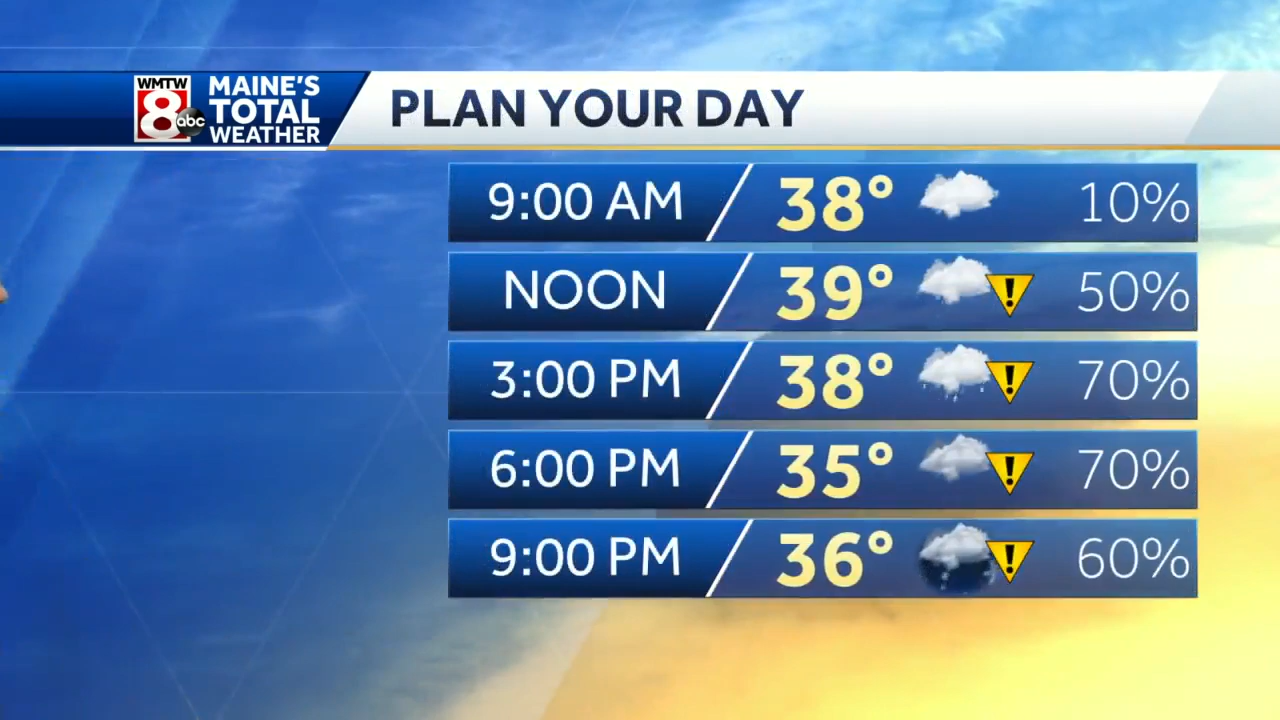 WMTW
8
abc
MAINE'S
TOTAL
WEATHER
PLAN YOUR DAY
9:00 AM 38° 10%
NOON 39° ! 50%
3:00 PM 38° ! 70%
6:00 PM 35° ! 70%
9:00 PM 36° ! 60%